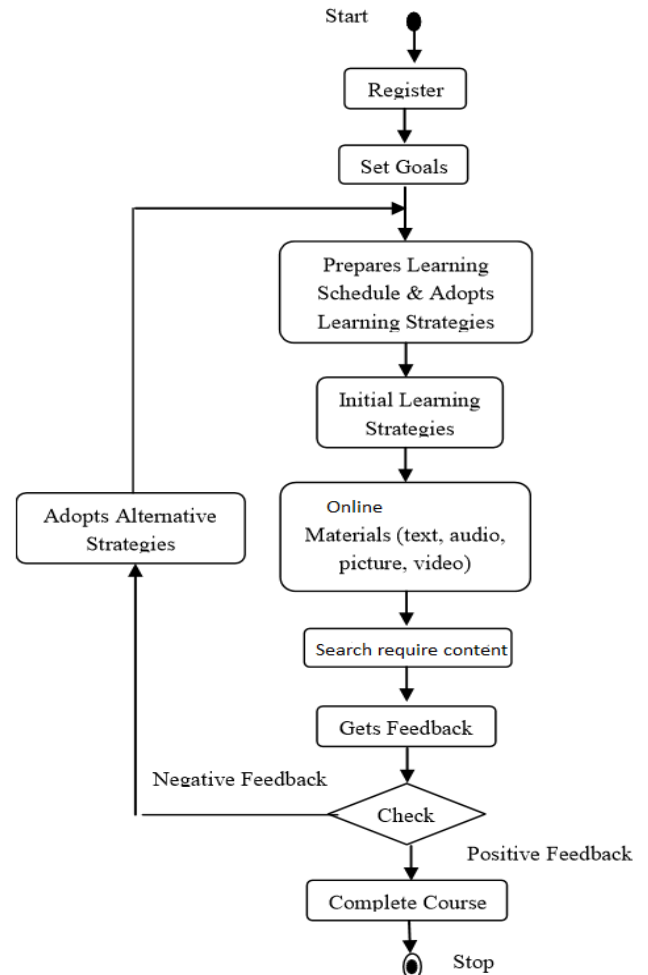 Start
Register
Set Goals
Prepares Learning
Schedule & Adopts
Learning Strategies
Initial Learning
Strategies
Online
Materials (text, audio,
picture, video)
Adopts Alternative
Strategies
Search require content
Gets Feedback
Negative Feedback
Check
Positive Feedback
Complete Course
Stop